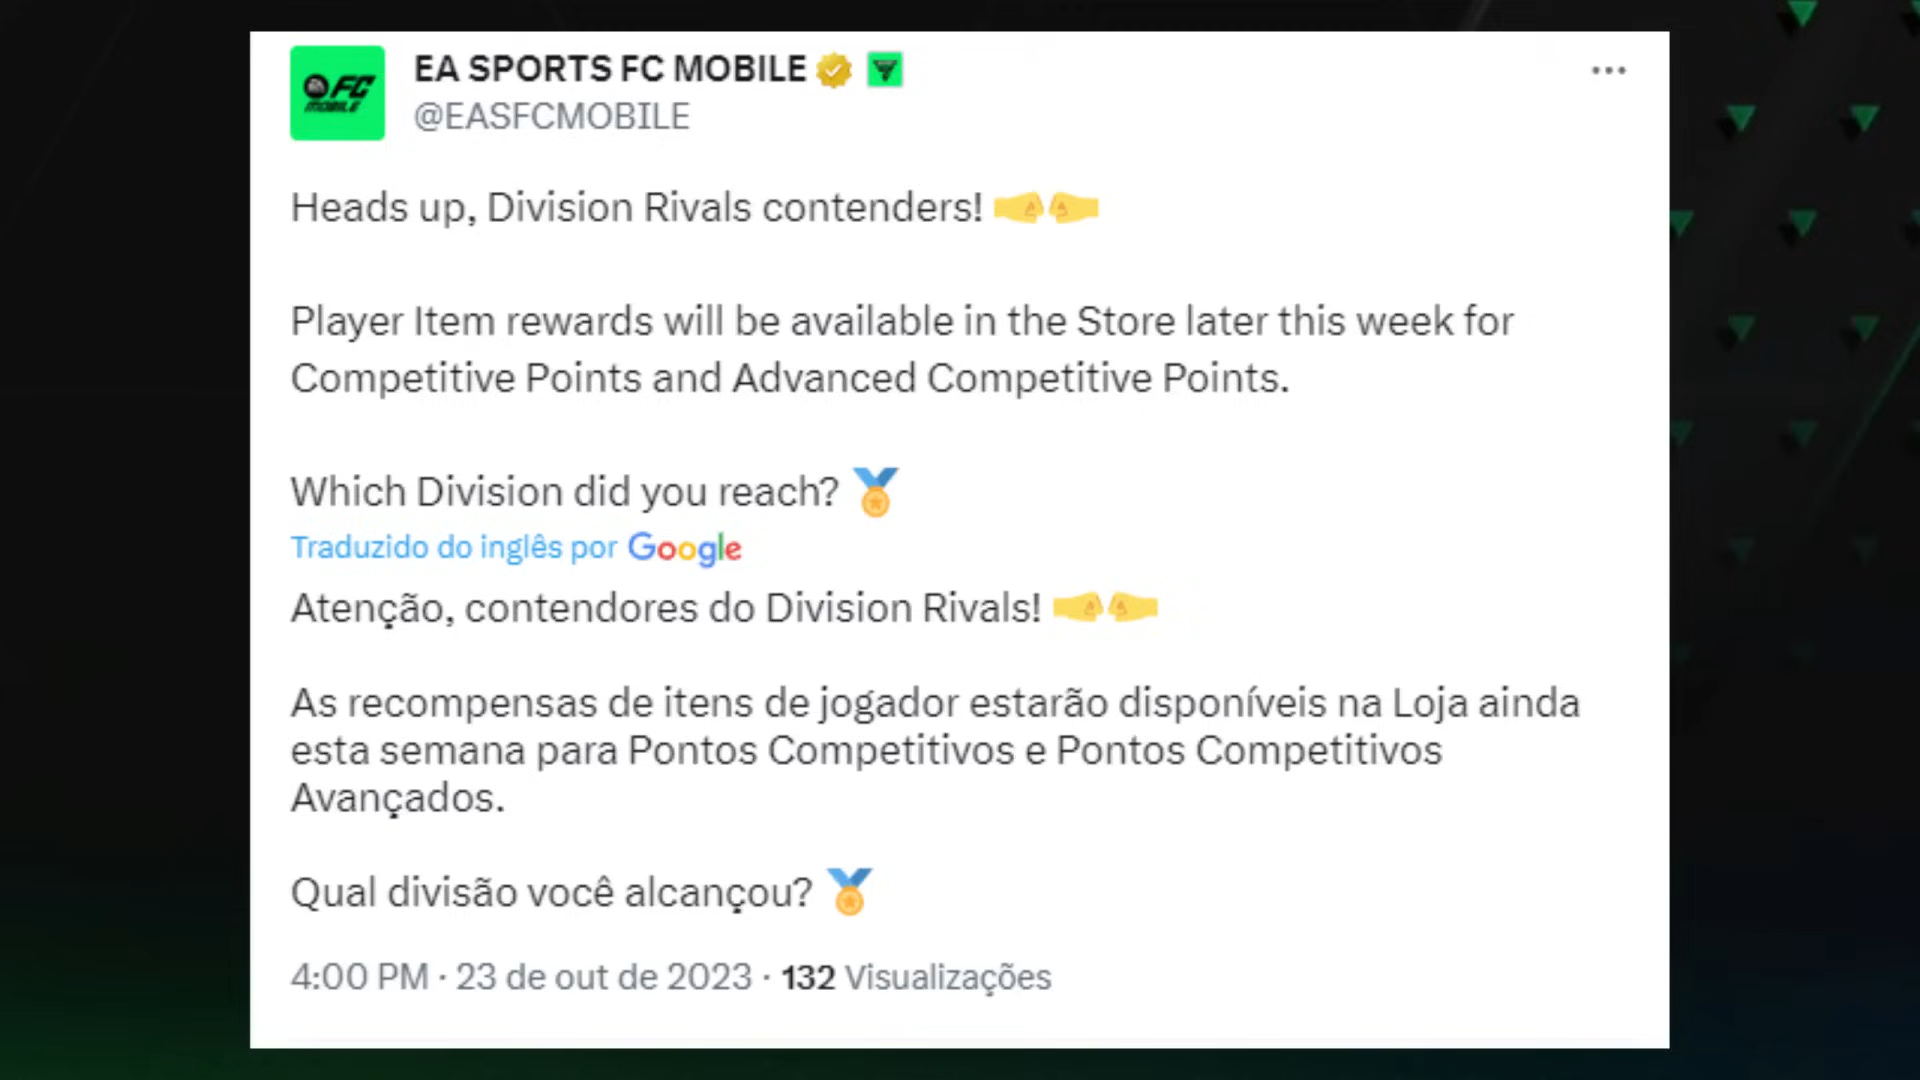 FC
MOBILE
EA SPORTS FC MOBILE
@EASFCMOBILE
Heads up, Division Rivals contenders!
Player Item rewards will be available in the Store later this week for
Competitive Points and Advanced Competitive Points.
Which Division did you reach?
Traduzido do inglês por Google
Atenção, contendores do Division Rivals!
As recompensas de itens de jogador estarão disponíveis na Loja ainda
esta semana para Pontos Competitivos e Pontos Competitivos
Avançados.
Qual divisão você alcançou?
4:00 PM · 23 de out de 2023 · 132 Visualizações